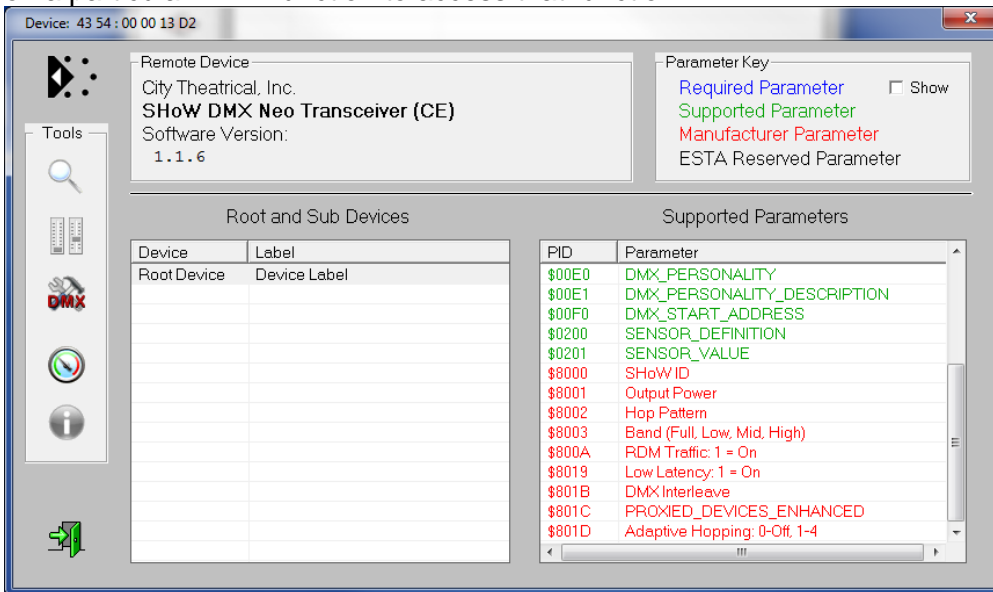 Device: 43 54 : 00 00 13 D2
Remote Device
City Theatrical, Inc.
SHoW DMX Neo Transceiver (CE)
Software Version:
1.1.6
Parameter Key
Required Parameter
Show
Supported Parameter
Manufacturer Parameter
ESTA Reserved Parameter
Tools
DMX
Root and Sub Devices
Device Label
Root Device Device Label
Supported Parameters
PID Parameter
$00E0 DMX_PERSONALITY
$00E1 DMX_PERSONALITY_DESCRIPTION
$00F0 DMX_START_ADDRESS
$0200 SENSOR_DEFINITION
$0201 SENSOR_VALUE
$8000 SHoW ID
$8001 Output Power
$8002 Hop Pattern
$8003 Band (Full, Low, Mid, High)
$800A RDM Traffic: 1 = On
$8019 Low Latency: 1 = On
$801B DMX Interleave
$801C PROXIED_DEVICES_ENHANCED
$801D Adaptive Hopping: 0-Off, 1-4